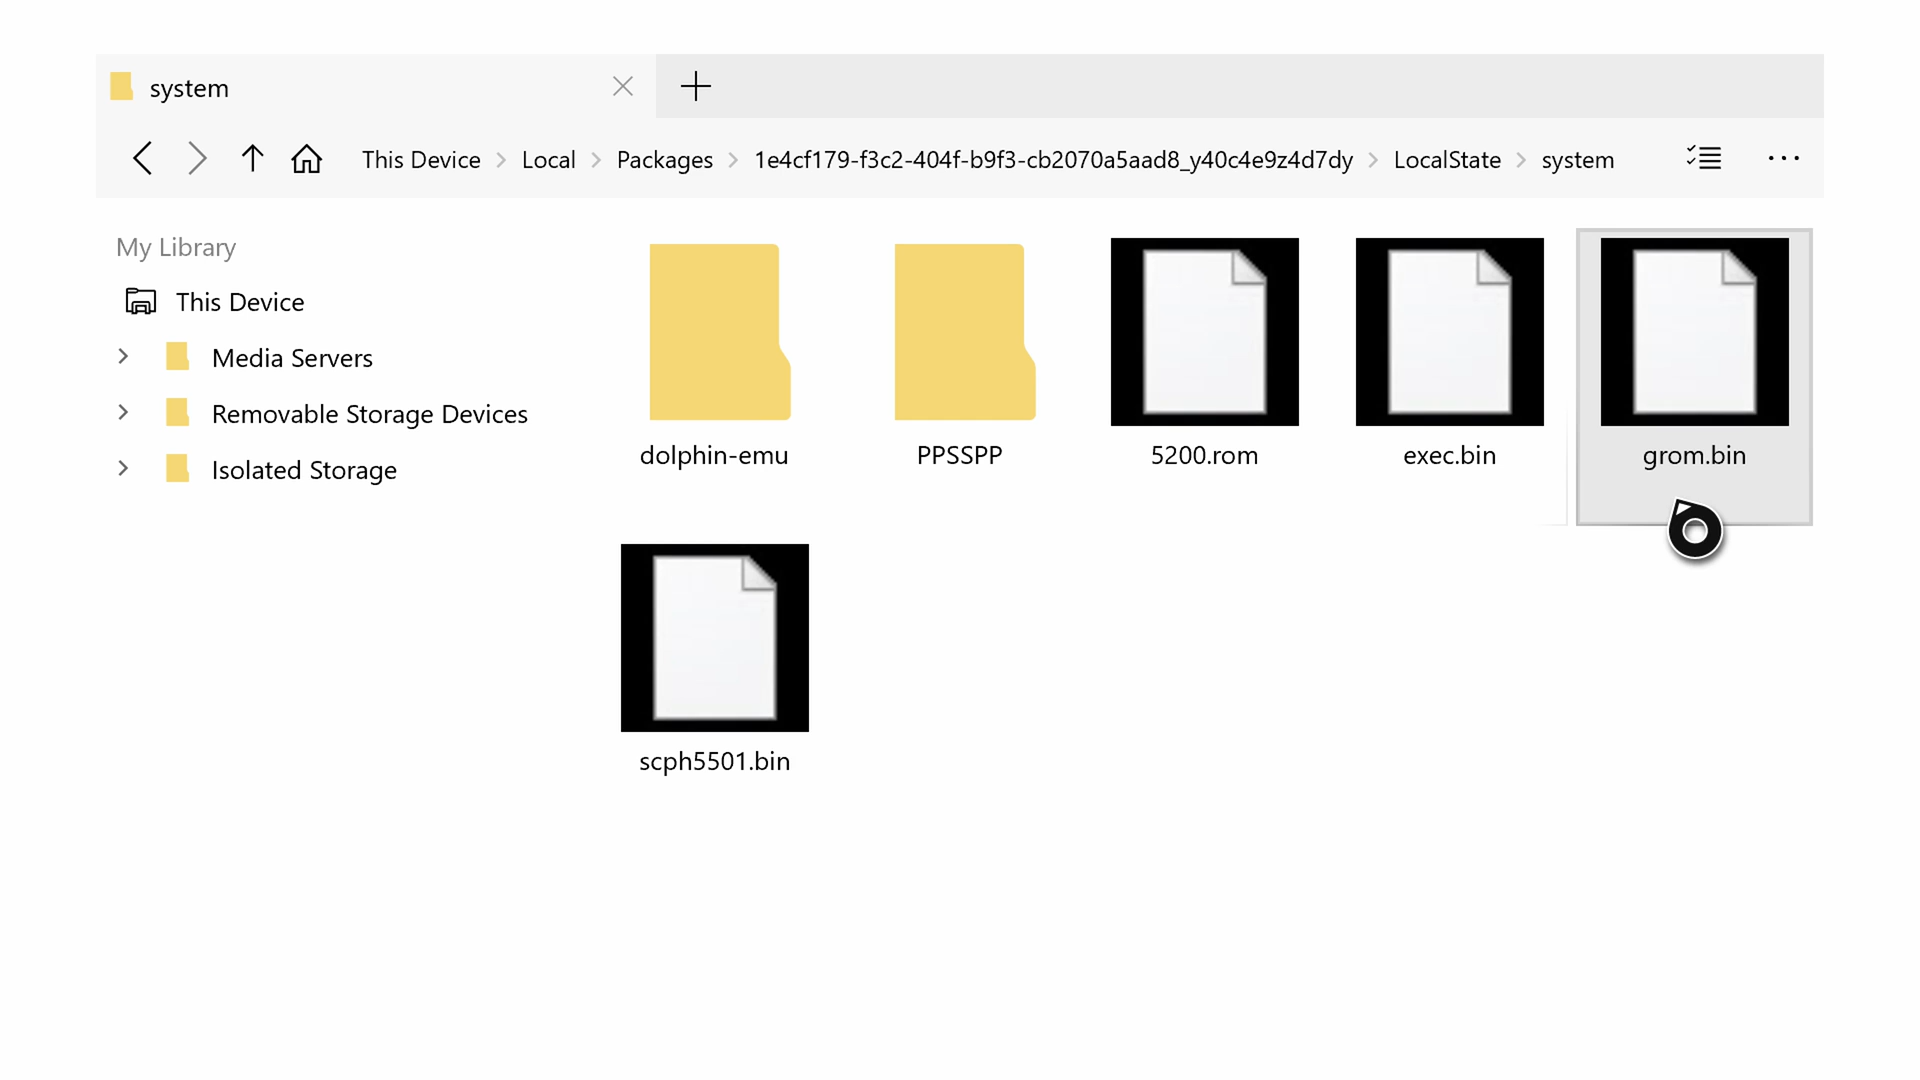 system
This Device > Local > Packages > 1e4cf179-f3c2-404f-b9f3-cb2070a5aad8_y40c4e9z4d7dy > LocalState > system
My Library
This Device
Media Servers
Removable Storage Devices
Isolated Storage
dolphin-emu
PPSSPP
5200.rom
exec.bin
grom.bin
scph5501.bin